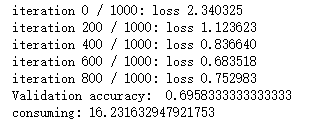 iteration 0 / 1000: loss 2.340325
iteration 200 / 1000: loss 1.123623
iteration 400 / 1000: loss 0.836640
iteration 600 / 1000: loss 0.683518
iteration 800 / 1000: loss 0.752983
Validation accuracy:  0.6958333333333333
consuming: 16.231632947921753